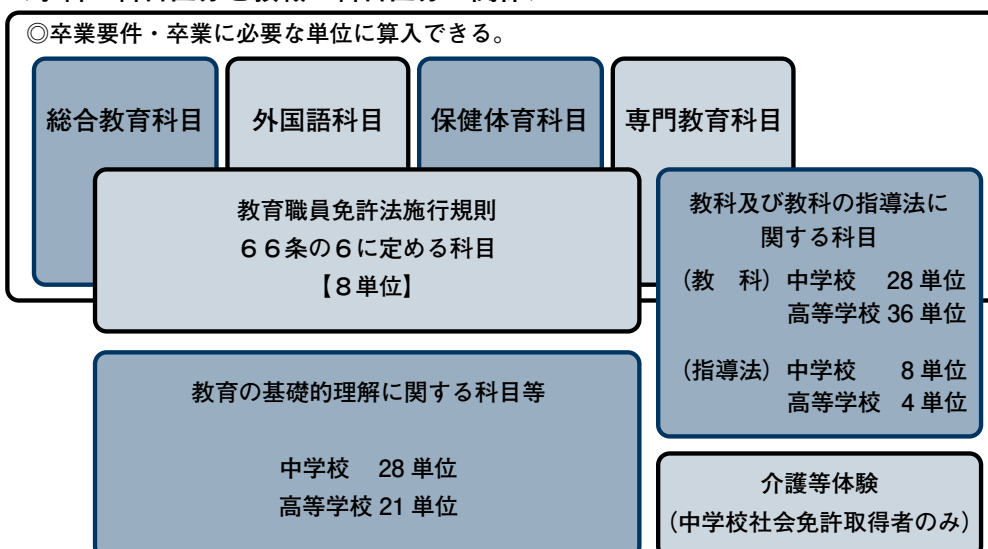 ◎卒業要件・卒業に必要な単位に算入できる。
総合教育科目
外国語科目
保健体育科目
専門教育科目
教育職員免許法施行規則
66条の6に定める科目
【8単位】
教科及び教科の指導法に
関する科目
(教 科)中学校 28単位
高等学校 36単位
(指導法)中学校 8単位
高等学校 4単位
教育の基礎的理解に関する科目等
中学校 28単位
高等学校 21単位
介護等体験
(中学校社会免許取得者のみ)